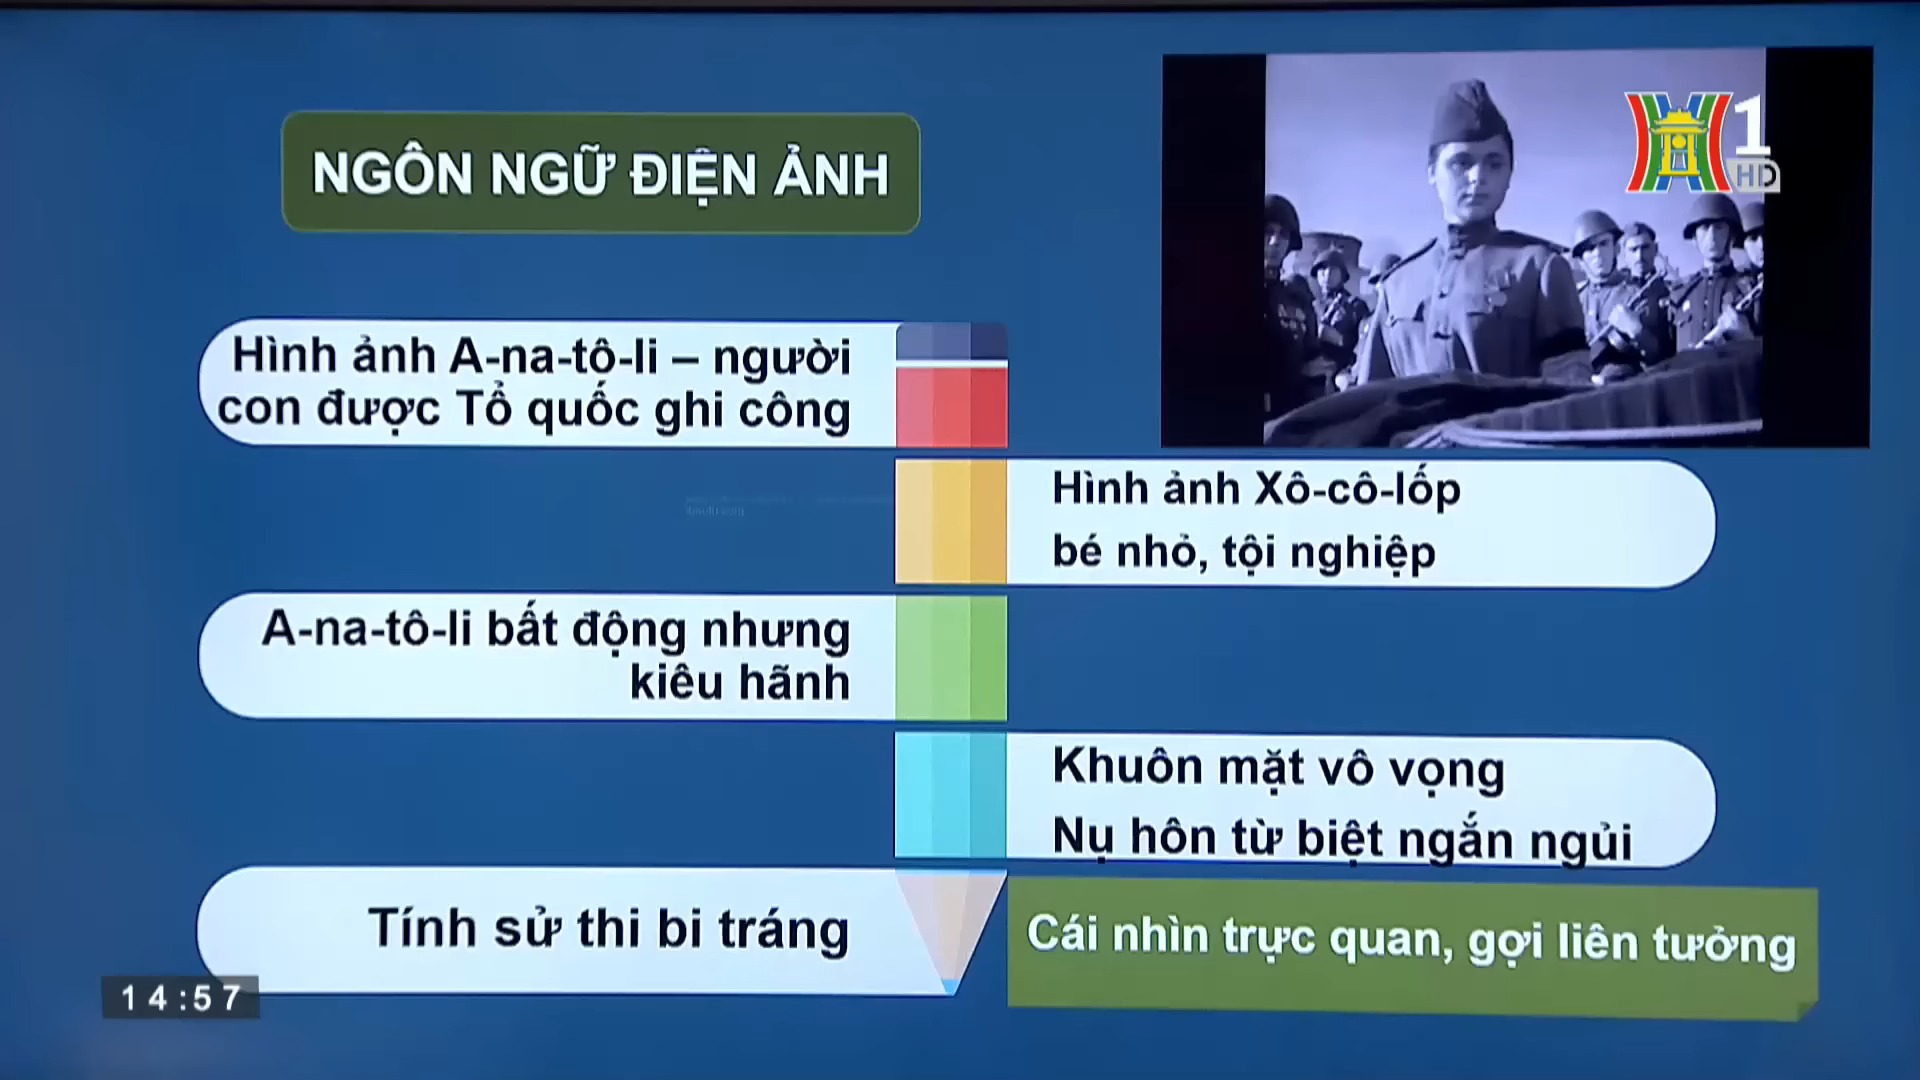 1
HD
NGÔN NGỮ ĐIỆN ẢNH
Hình ảnh A-na-tô-li – người
con được Tổ quốc ghi công
Hình ảnh Xô-cô-lốp
bé nhỏ, tội nghiệp
A-na-tô-li bất động nhưng
kiêu hãnh
Khuôn mặt vô vọng
Nụ hôn từ biệt ngắn ngủi
Tính sử thi bi tráng
Cái nhìn trực quan, gợi liên tưởng
14:57